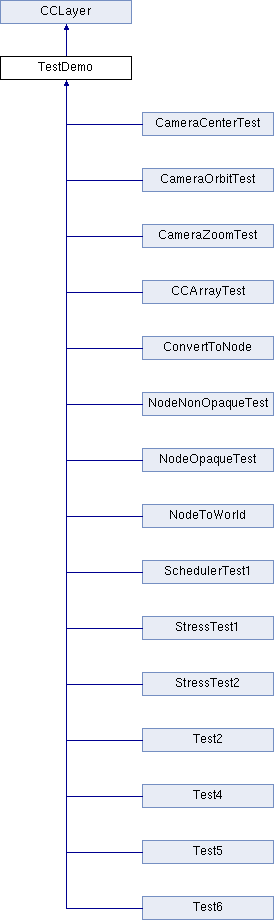 CCLayer
TestDemo
CameraCenterTest
CameraOrbitTest
CameraZoomTest
CCArrayTest
ConvertToNode
NodeNonOpaqueTest
NodeOpaqueTest
NodeToWorld
SchedulerTest1
StressTest1
StressTest2
Test2
Test4
Test5
Test6